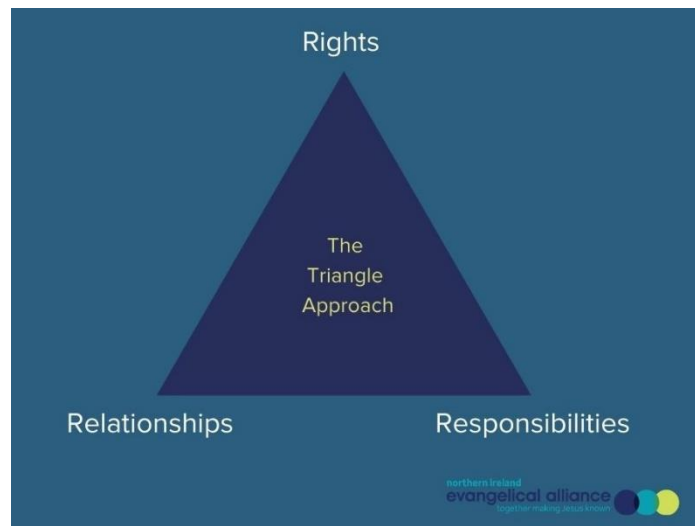 Rights
The
Triangle
Approach
Relationships
Responsibilities
northern ireland
evangelical alliance
together making Jesus known